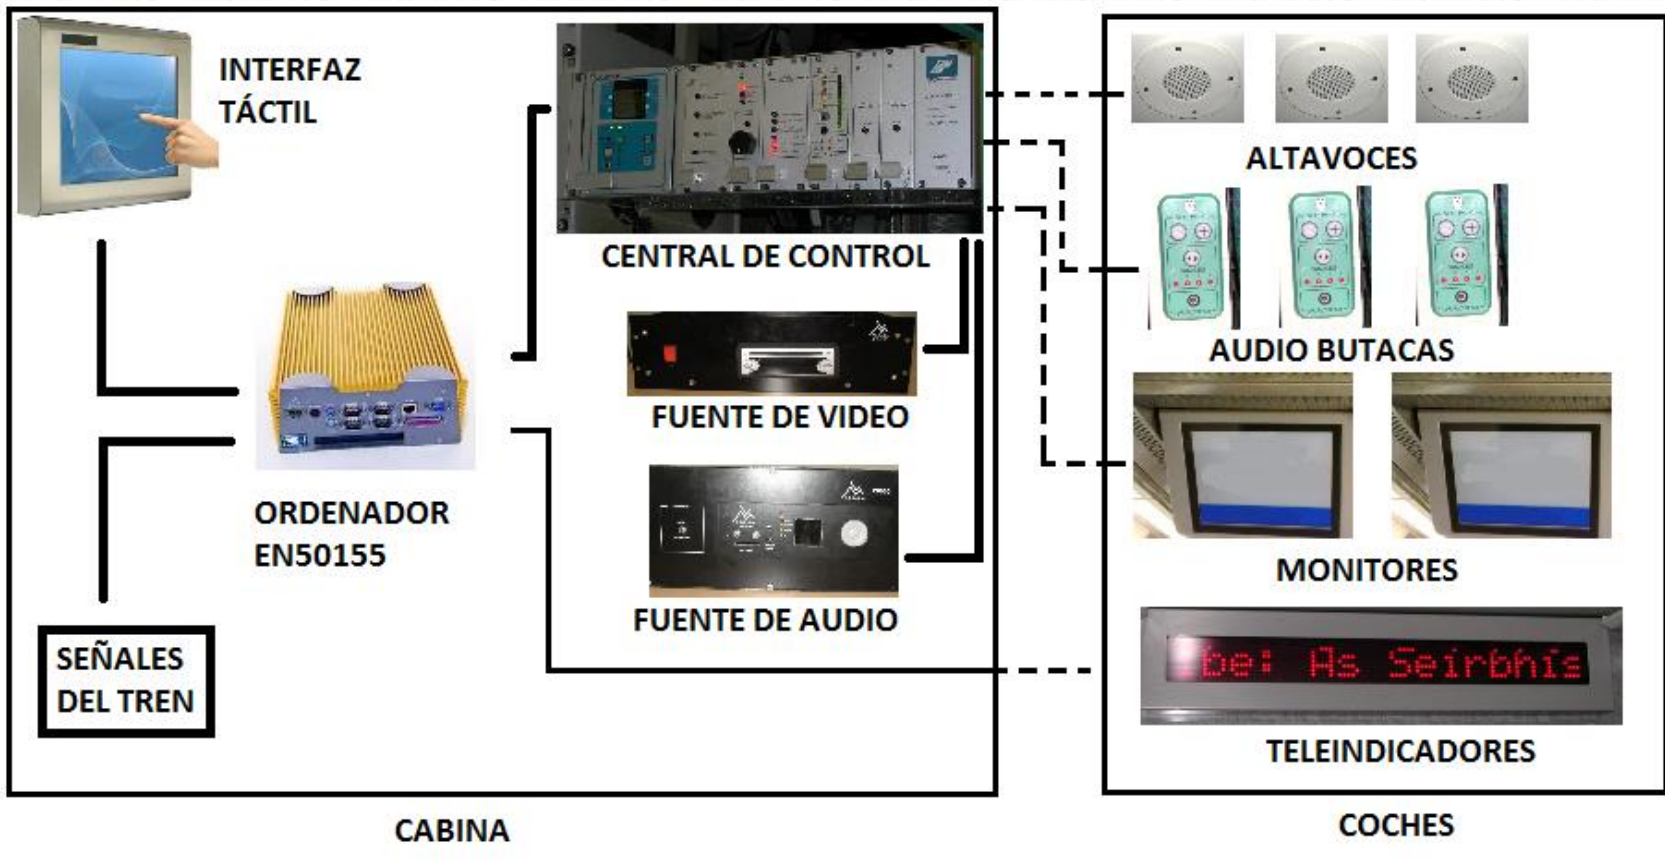 INTERFAZ
TÁCTIL
CENTRAL DE CONTROL
FUENTE DE VIDEO
ORDENADOR
EN50155
FUENTE DE AUDIO
SEÑALES
DEL TREN
CABINA
ALTAVOCES
AUDIO BUTACAS
MONITORES
be: As Seirbhis
TELEINDICADORES
COCHES